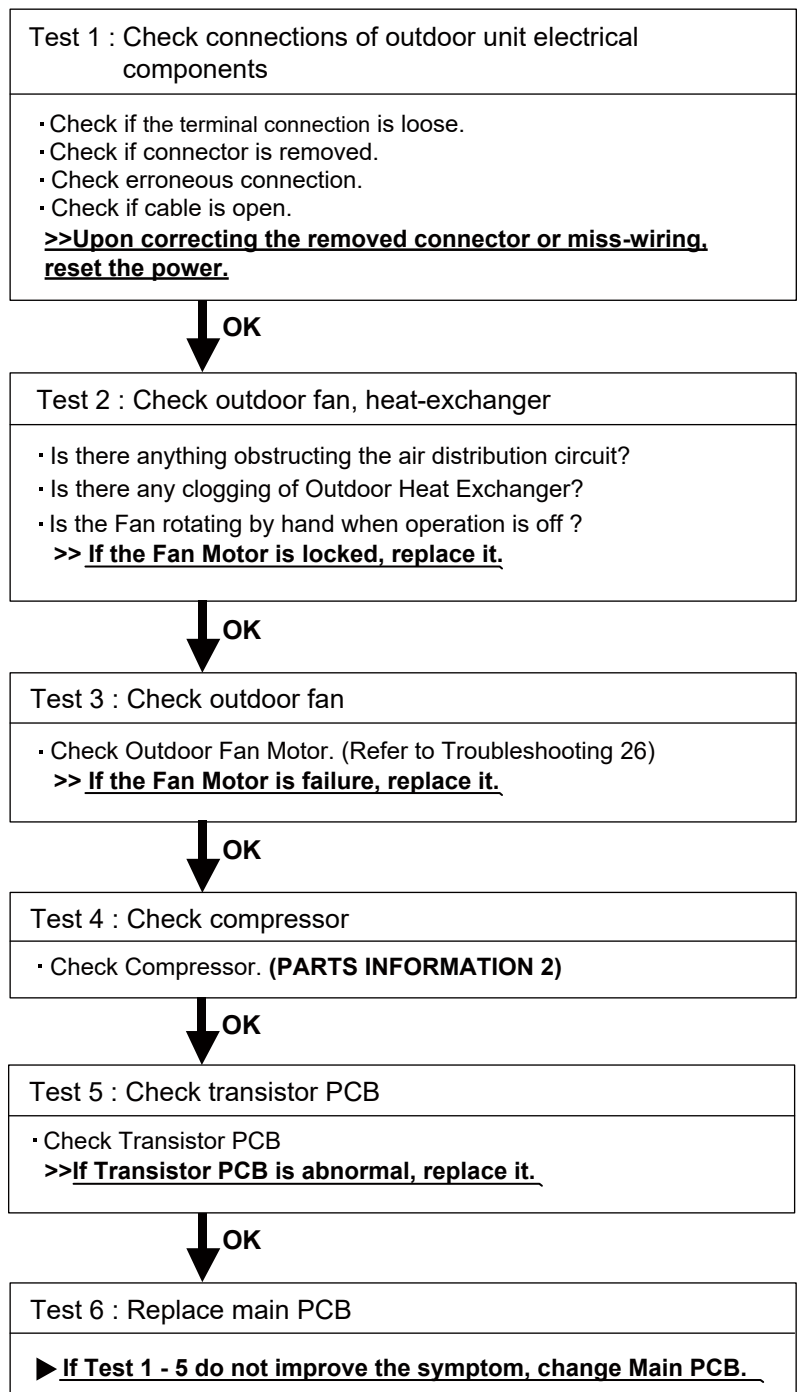 Test 1 : Check connections of outdoor unit electrical
components
· Check if the terminal connection is loose.
· Check if connector is removed.
· Check erroneous connection.
· Check if cable is open.
>>Upon correcting the removed connector or miss-wiring,
reset the power.
OK
Test 2 : Check outdoor fan, heat-exchanger
· Is there anything obstructing the air distribution circuit?
· Is there any clogging of Outdoor Heat Exchanger?
· Is the Fan rotating by hand when operation is off ?
>> If the Fan Motor is locked, replace it.
OK
Test 3 : Check outdoor fan
· Check Outdoor Fan Motor. (Refer to Troubleshooting 26)
>> If the Fan Motor is failure, replace it.
OK
Test 4 : Check compressor
· Check Compressor. (PARTS INFORMATION 2)
OK
Test 5 : Check transistor PCB
· Check Transistor PCB
>>If Transistor PCB is abnormal, replace it.
OK
Test 6 : Replace main PCB
▶ If Test 1 - 5 do not improve the symptom, change Main PCB.